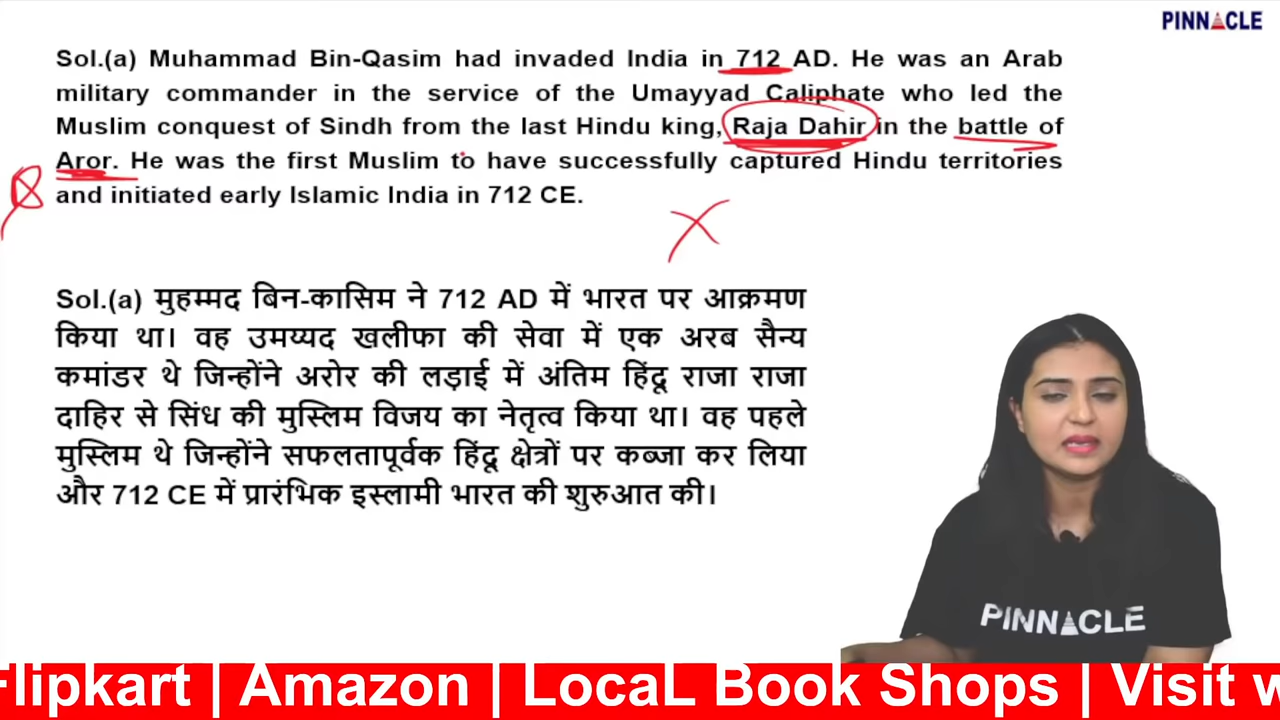 PINNACLE
Sol.(a) Muhammad Bin-Qasim had invaded India in 712 AD. He was an Arab
military commander in the service of the Umayyad Caliphate who led the
Muslim conquest of Sindh from the last Hindu king, Raja Dahir in the battle of
Aror. He was the first Muslim to have successfully captured Hindu territories
and initiated early Islamic India in 712 CE.
Sol.(a) मुहम्मद बिन-कासिम ने 712 AD में भारत पर आक्रमण
किया था। वह उमय्यद खलीफा की सेवा में एक अरब सैन्य
कमांडर थे जिन्होंने अरोर की लड़ाई में अंतिम हिंदू राजा राजा
दाहिर से सिंध की मुस्लिम विजय का नेतृत्व किया था। वह पहले
मुस्लिम थे जिन्होंने सफलतापूर्वक हिंदू क्षेत्रों पर कब्जा कर लिया
और 712 CE में प्रारंभिक इस्लामी भारत की शुरुआत की।
PINNACLE
Flipkart | Amazon | LocaL Book Shops | Visit